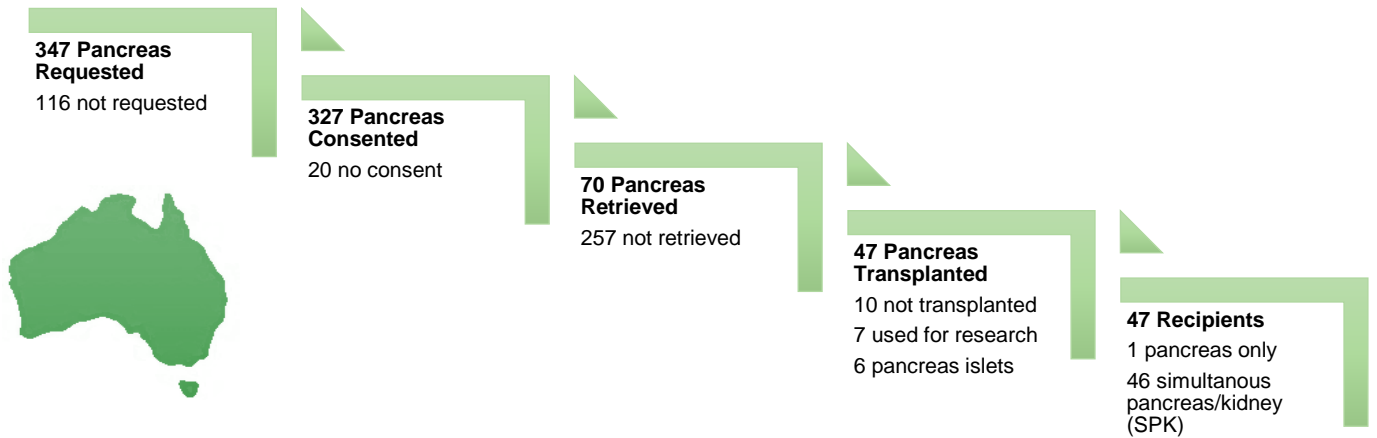 347 Pancreas
Requested
116 not requested
327 Pancreas
Consented
20 no consent
70 Pancreas
Retrieved
257 not retrieved
47 Pancreas
Transplanted
10 not transplanted
7 used for research
6 pancreas islets
47 Recipients
1 pancreas only
46 simultanous
pancreas/kidney
(SPK)